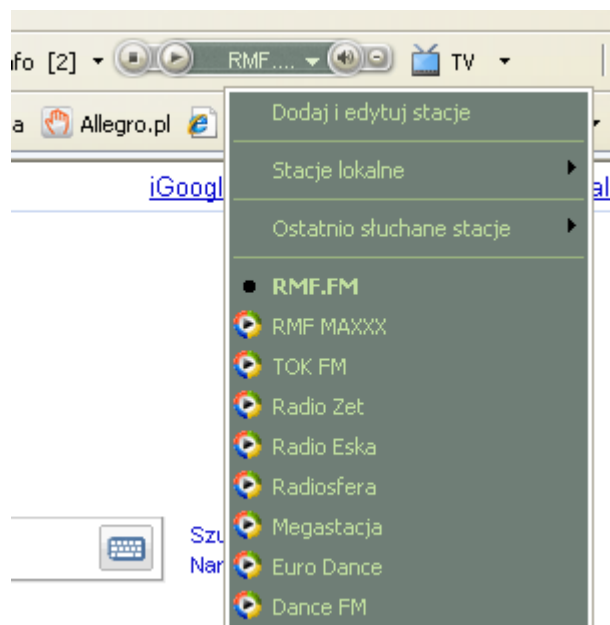 nfo [2] RMF.... TV
a Allegro.pl
iGoogl al
Dodaj i edytuj stacje
Stacje lokalne
Ostatnio słuchane stacje
RMF.FM
RMF MAXXX
TOK FM
Radio Zet
Radio Eska
Radiosfera
Megastacja
Euro Dance
Dance FM
Szu
Nar